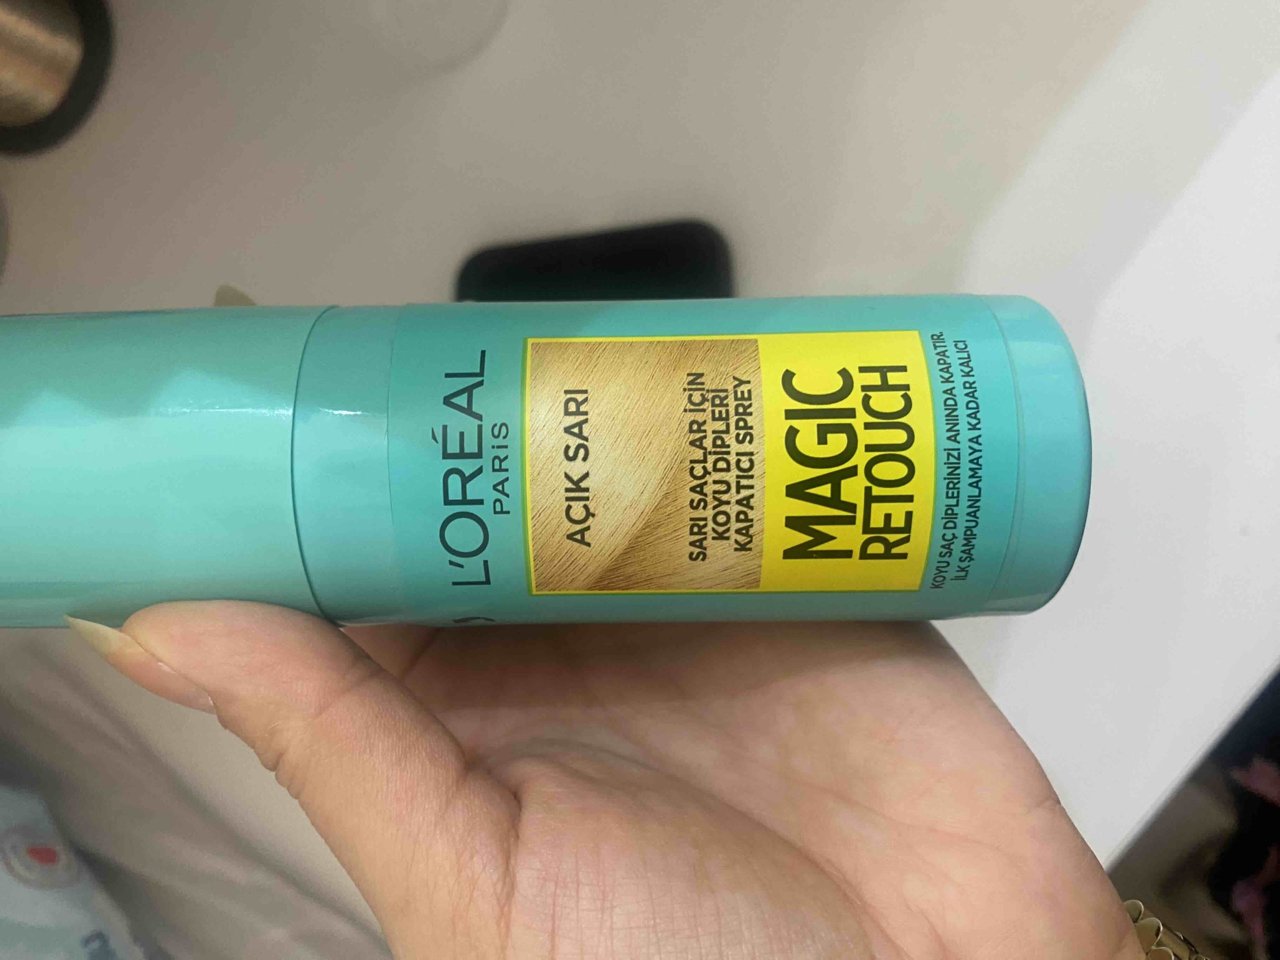 L'ORÉAL
PARiS
AÇIK SARI
SARI SAÇLAR İÇİN
KOYU DİPLERİ
KAPATICI SPREY
MAGIC
RETOUCH
KOYU SAÇ DİPLERİNİZİ ANINDA KAPATIR.
İLK ŞAMPUANLAMAYA KADAR KALICI